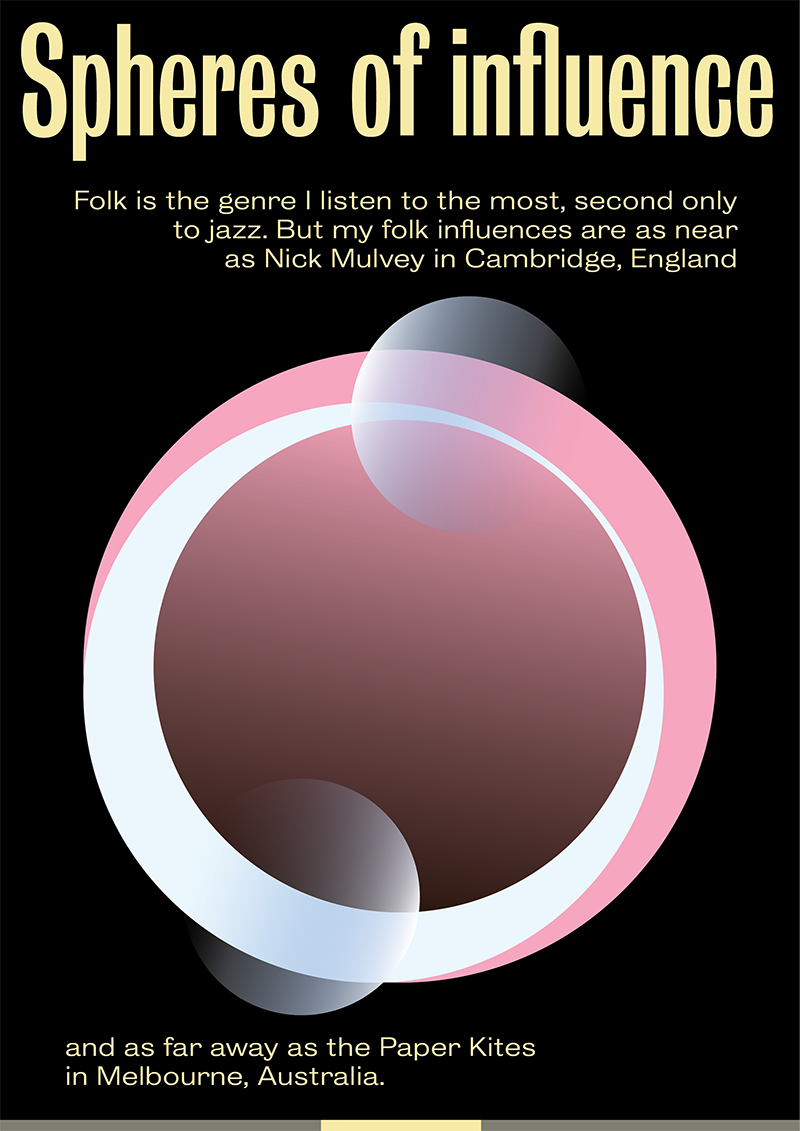 Spheres of influence
Folk is the genre I listen to the most, second only
to jazz. But my folk influences are as near
as Nick Mulvey in Cambridge, England
and as far away as the Paper Kites
in Melbourne, Australia.